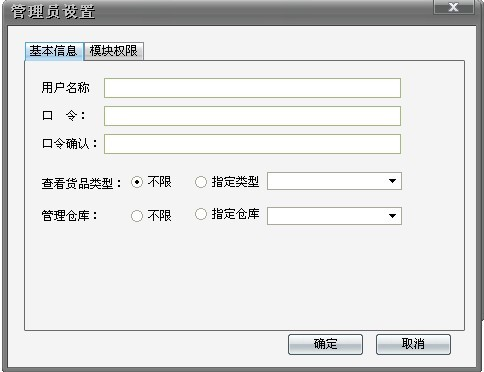 管理员设置
X
基本信息 模块权限
用户名称
口 令：
口令确认：
查看货品类型： 不限 指定类型
管理仓库： 不限 指定仓库
确定 取消